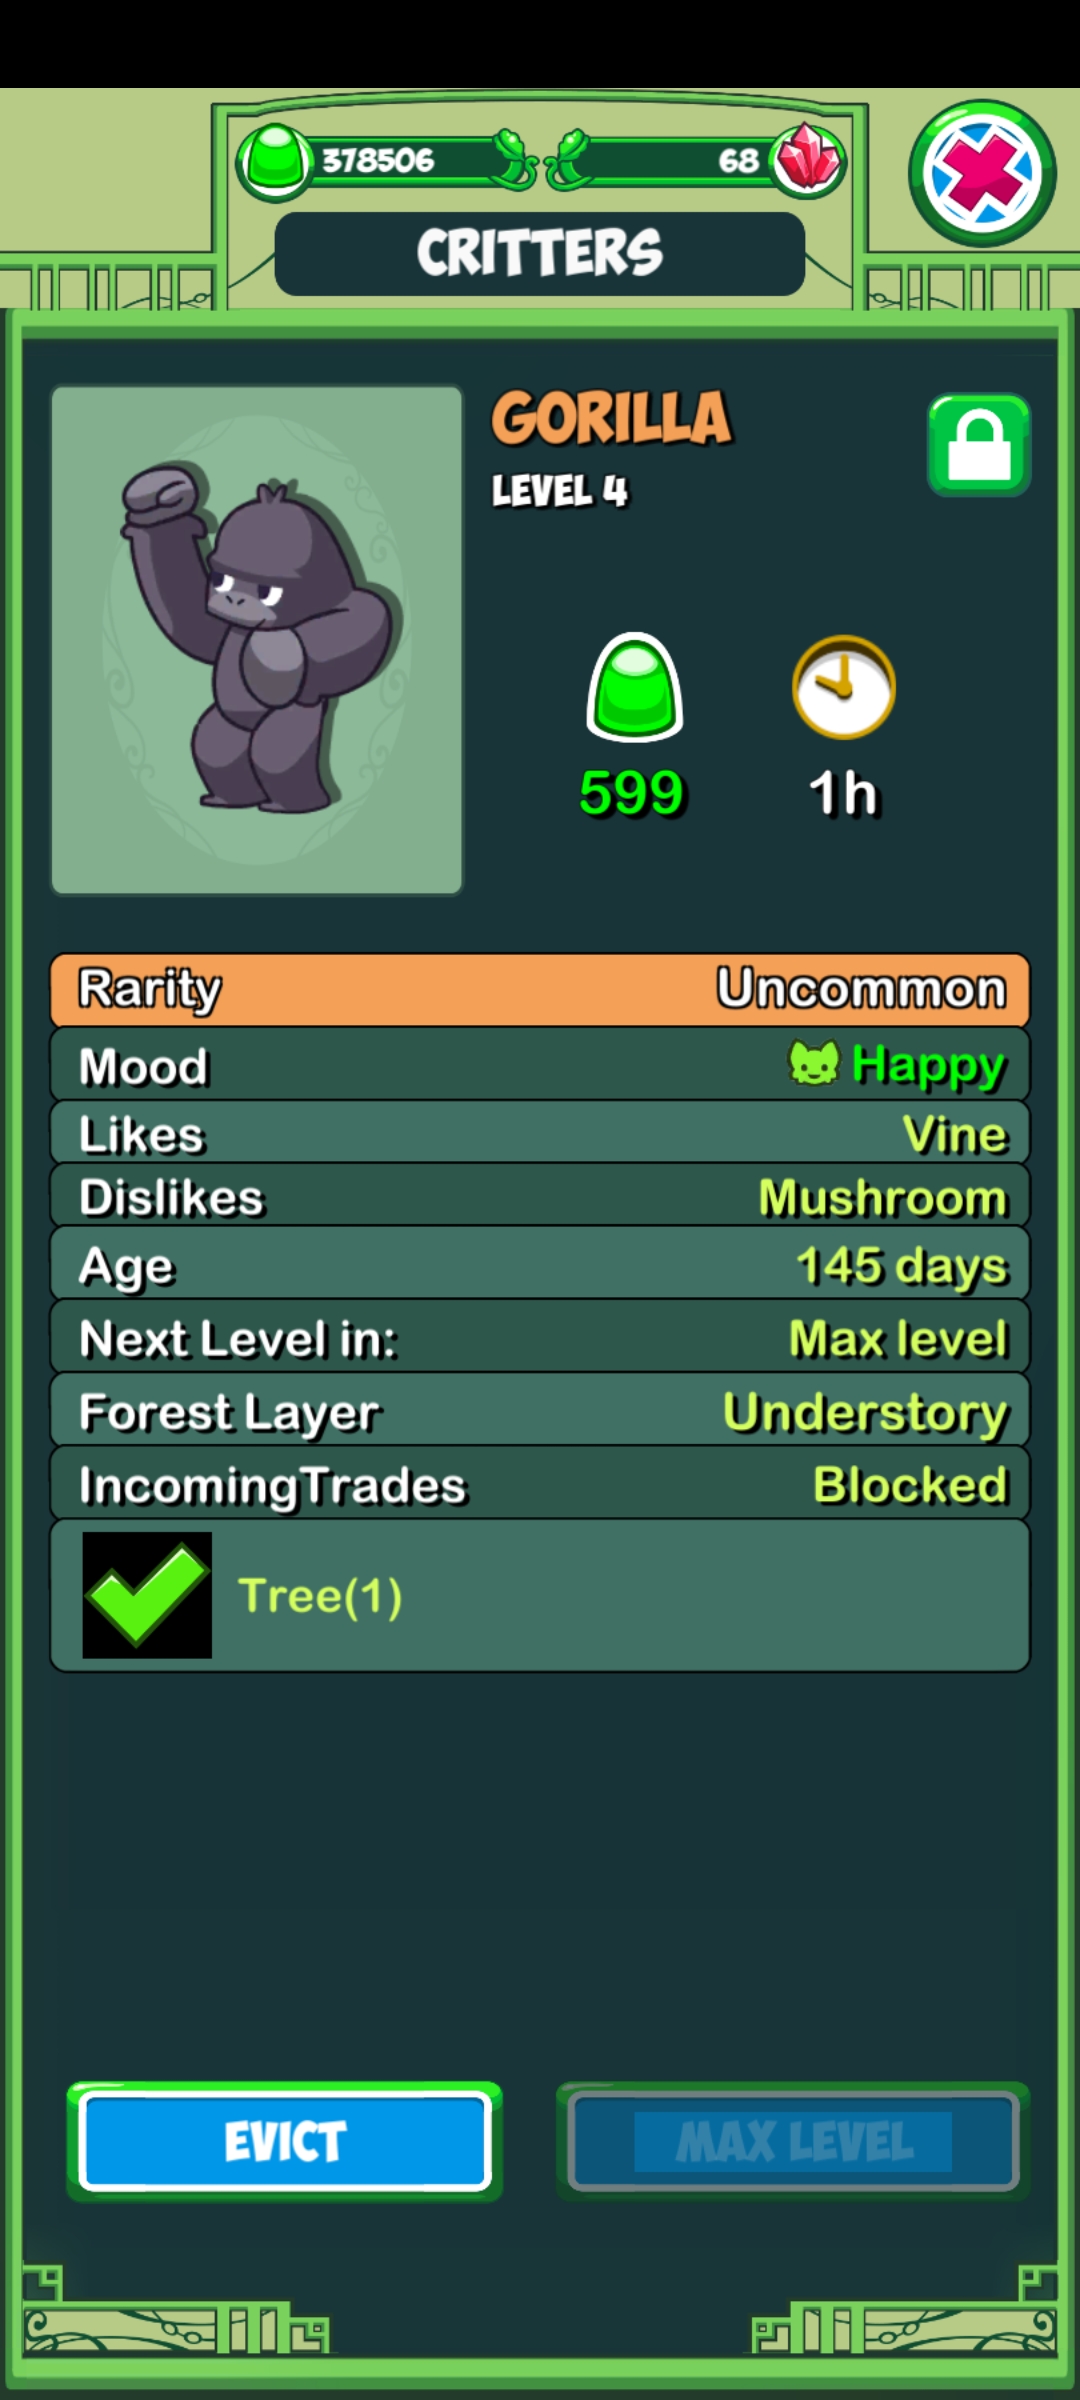 378506 68
CRITTERS
GORILLA
LEVEL 4
599 1h
Rarity Uncommon
Mood Happy
Likes Vine
Dislikes Mushroom
Age 145 days
Next Level in: Max level
Forest Layer Understory
IncomingTrades Blocked
Tree(1)
EVICT MAX LEVEL